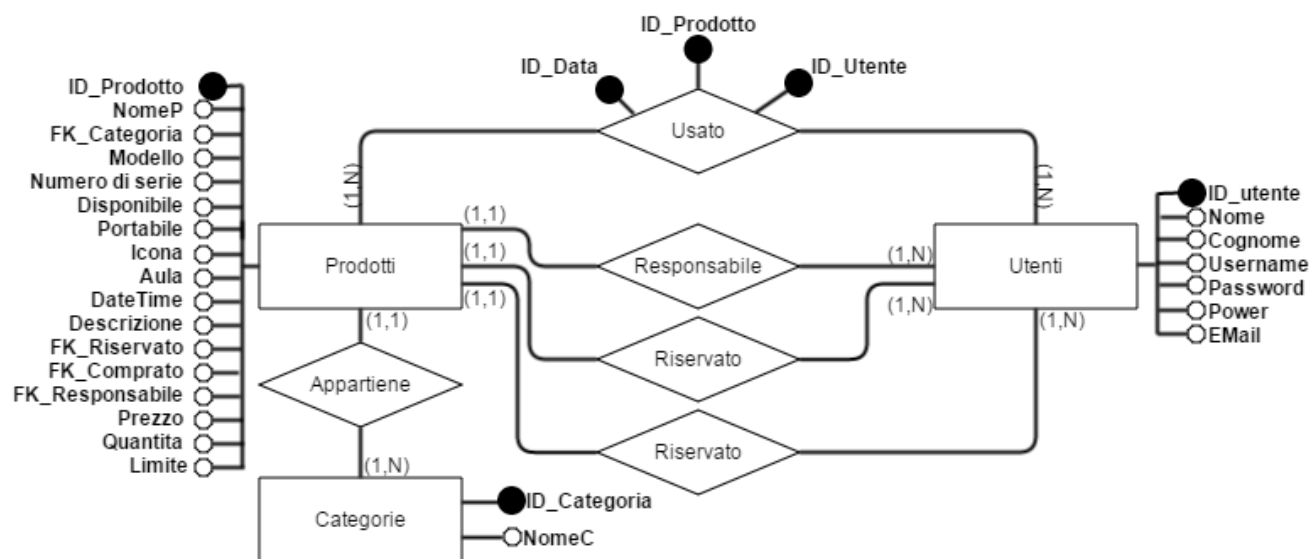 ID_Prodotto
ID_Data
ID_Utente
Usato
ID_Prodotto
NomeP
FK_Categoria
Modello
Numero di serie
Disponibile
Portabile
Icona
Aula
DateTime
Descrizione
FK_Riservato
FK_Comprato
FK_Responsabile
Prezzo
Quantita
Limite
(1,N)
(1,N)
Prodotti
(1,1)
(1,1)
(1,1)
(1,1)
Responsabile
Riservato
Riservato
(1,N)
(1,N)
(1,N)
Utenti
ID_utente
Nome
Cognome
Username
Password
Power
EMail
Appartiene
(1,N)
Categorie
ID_Categoria
NomeC